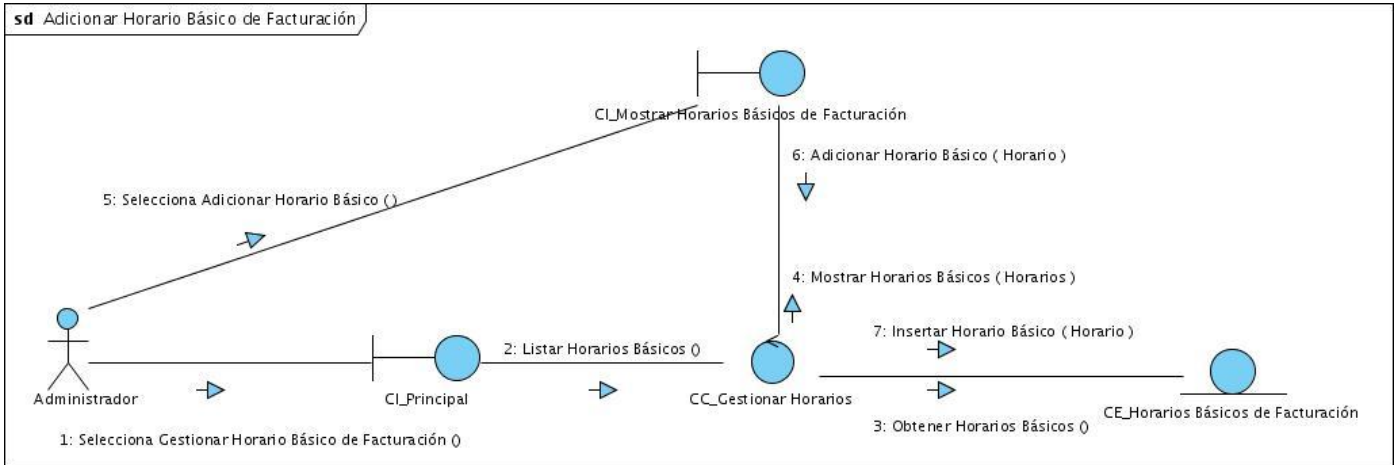 sd Adicionar Horario Básico de Facturación
CI_Mostrar Horarios Básicos de Facturación
6: Adicionar Horario Básico ( Horario )
5: Selecciona Adicionar Horario Básico ()
4: Mostrar Horarios Básicos ( Horarios )
7: Insertar Horario Básico ( Horario )
2: Listar Horarios Básicos ()
Administrador
CI_Principal
CC_Gestionar Horarios
CE_Horarios Básicos de Facturación
3: Obtener Horarios Básicos ()
1: Selecciona Gestionar Horario Básico de Facturación ()